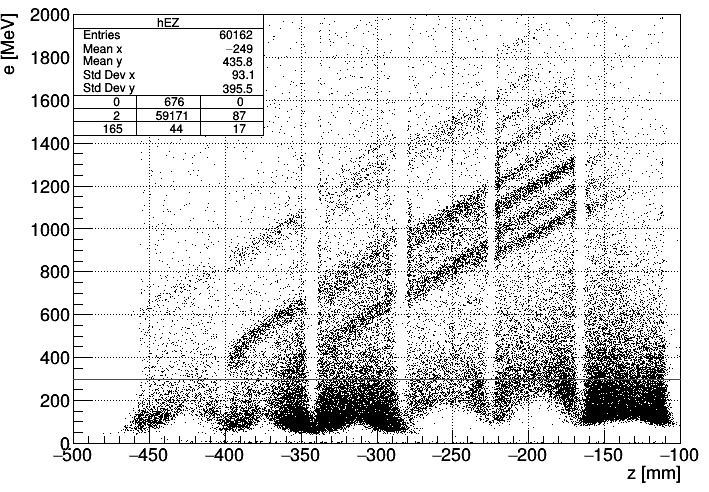 hEZ
Entries 60162
Mean x −249
Mean y 435.8
Std Dev x 93.1
Std Dev y 395.5
0 676 0
2 59171 87
165 44 17
e [MeV]
2000
1800
1600
1400
1200
1000
800
600
400
200
0
−500 −450 −400 −350 −300 −250 −200 −150 −100
z [mm]